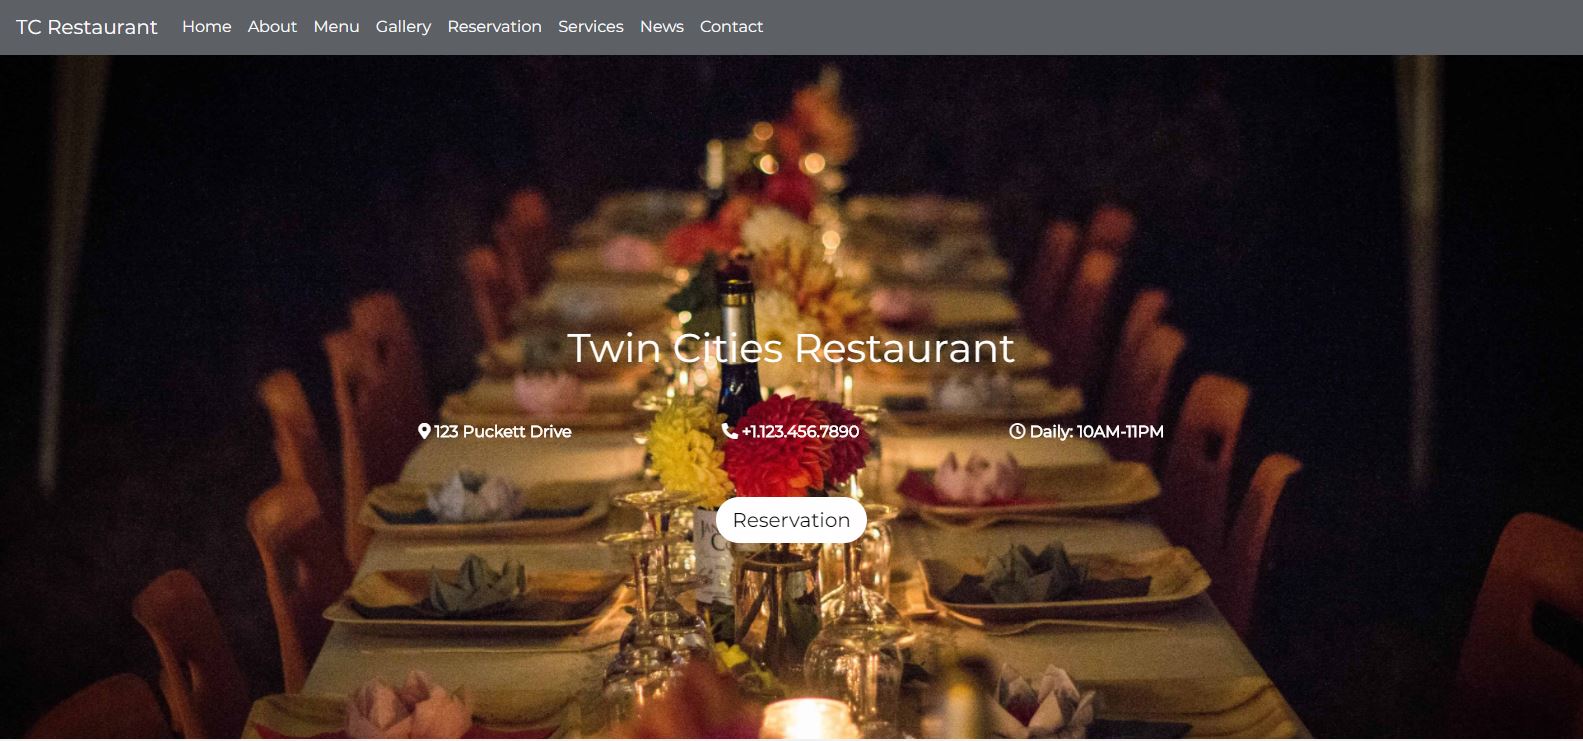 TC Restaurant Home About Menu Gallery Reservation Services News Contact
Twin Cities Restaurant
123 Puckett Drive +1.123.456.7890 Daily: 10AM-11PM
Reservation